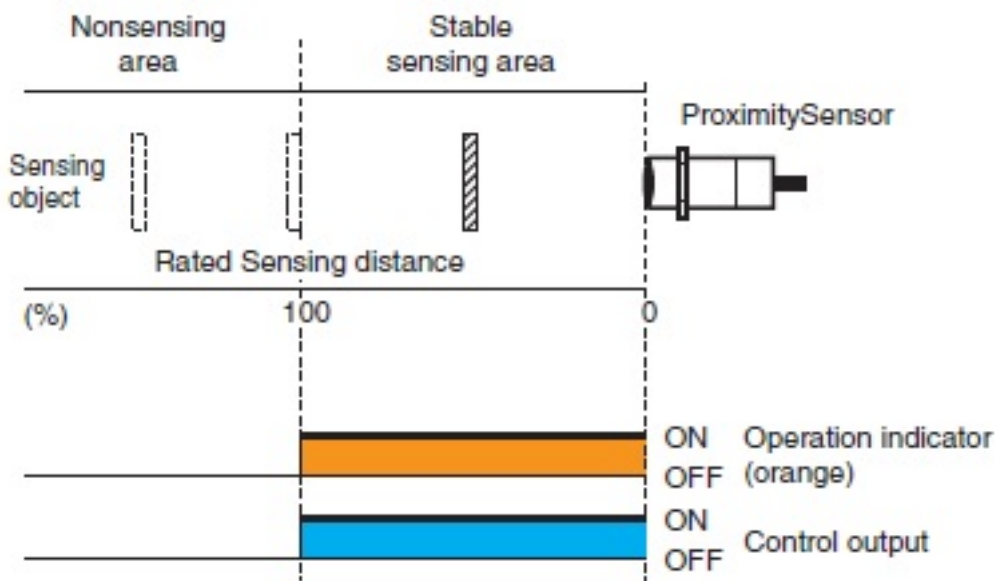 Nonsensing
area
Stable
sensing area
ProximitySensor
Sensing
object
Rated Sensing distance
(%)
100
0
ON
OFF
Operation indicator
(orange)
ON
OFF
Control output